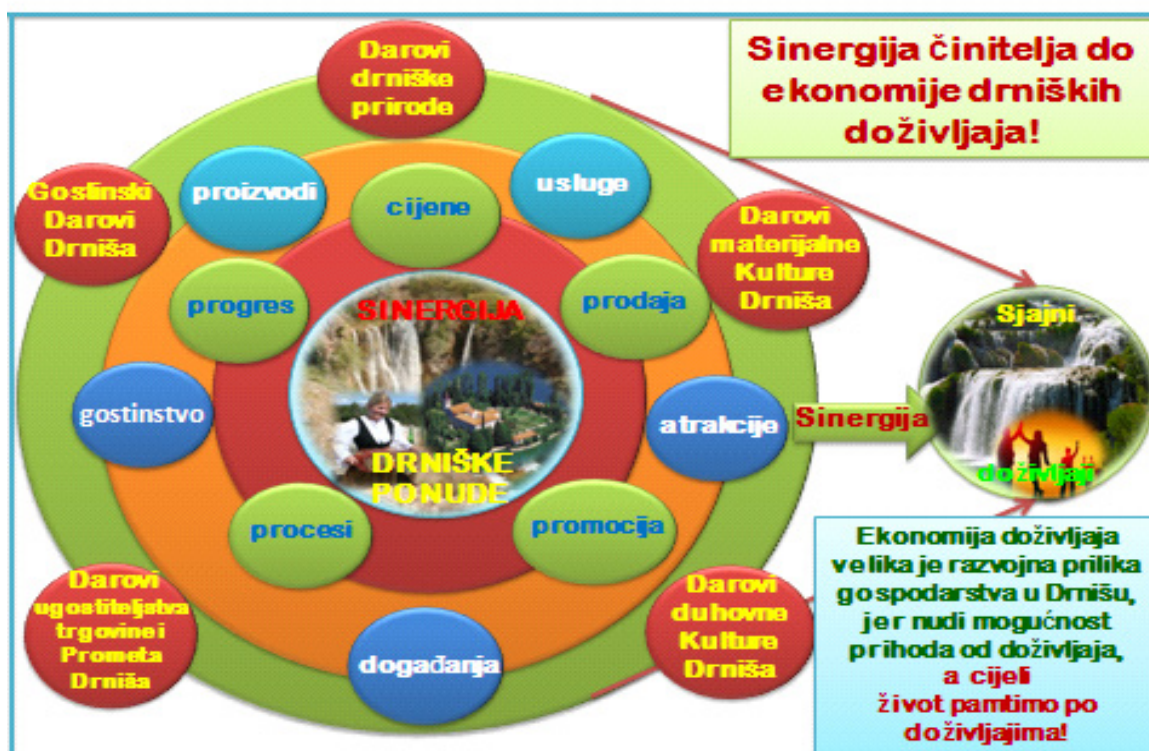 Sinergija činitelja do
ekonomije drniških
doživljaja!
Darovi
drniške
prirode
Gostinski
Darovi
Drniša
proizvodi
cijene
usluge
Darovi
materijalne
Kulture
Drniša
progres
prodaja
SINERGIJA
DRNIŠKE
PONUDE
gostinstvo
atrakcije
Sinergija
Sjajni
doživljaji
procesi
promocija
Darovi
ugostiteljstva
trgovine i
Prometa
Drniša
događanja
Darovi
duhovne
Kulture
Drniša
Ekonomija doživljaja
velika je razvojna prilika
gospodarstva u Drnišu,
jer nudi mogućnost
prihoda od doživljaja,
a cijeli
život pamtimo po
doživljajima!